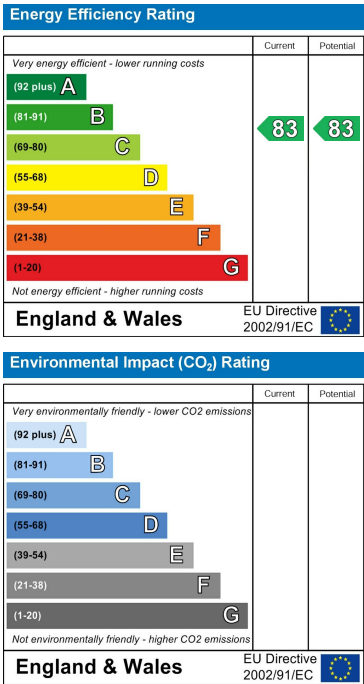 Energy Efficiency Rating
Current Potential
Very energy efficient - lower running costs
(92 plus) A
(81-91) B
83 83
(69-80) C
(55-68) D
(39-54) E
(21-38) F
(1-20) G
Not energy efficient - higher running costs
England & Wales
EU Directive
2002/91/EC
Environmental Impact (CO₂) Rating
Current Potential
Very environmentally friendly - lower CO2 emissions
(92 plus) A
(81-91) B
(69-80) C
(55-68) D
(39-54) E
(21-38) F
(1-20) G
Not environmentally friendly - higher CO2 emissions
England & Wales
EU Directive
2002/91/EC